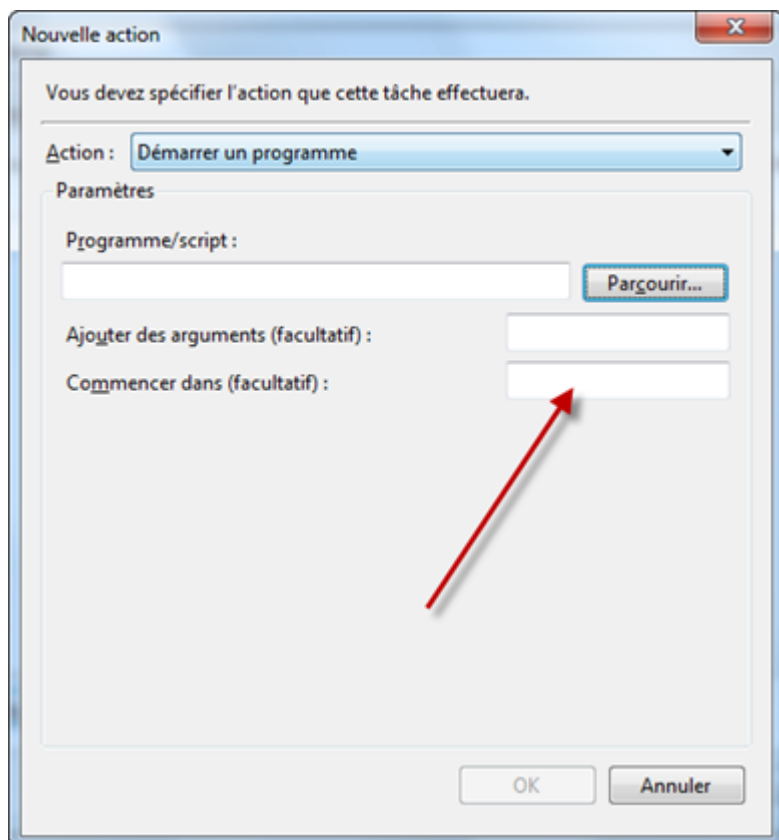 Nouvelle action
Vous devez spécifier l'action que cette tâche effectuera.
Action : Démarrer un programme
Paramètres
Programme/script :
Parcourir...
Ajouter des arguments (facultatif) :
Commencer dans (facultatif) :
OK Annuler